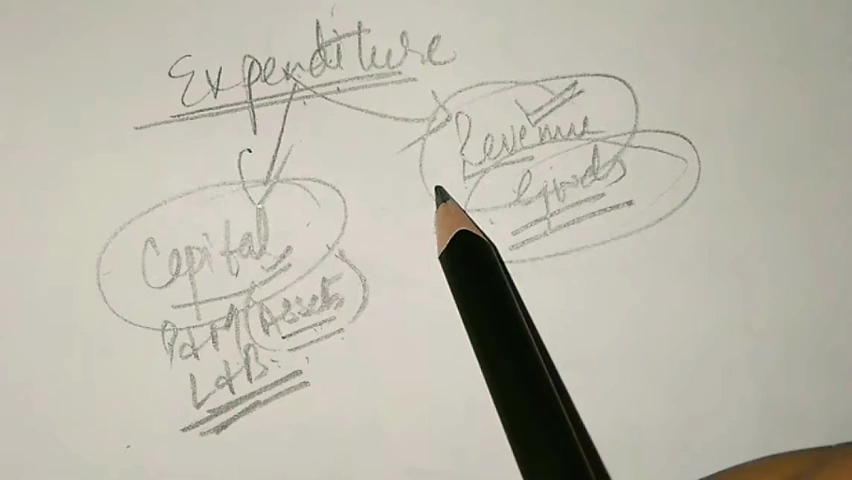 Expenditure
Revenue
Goods
Capital
P&M Assets
L&B.